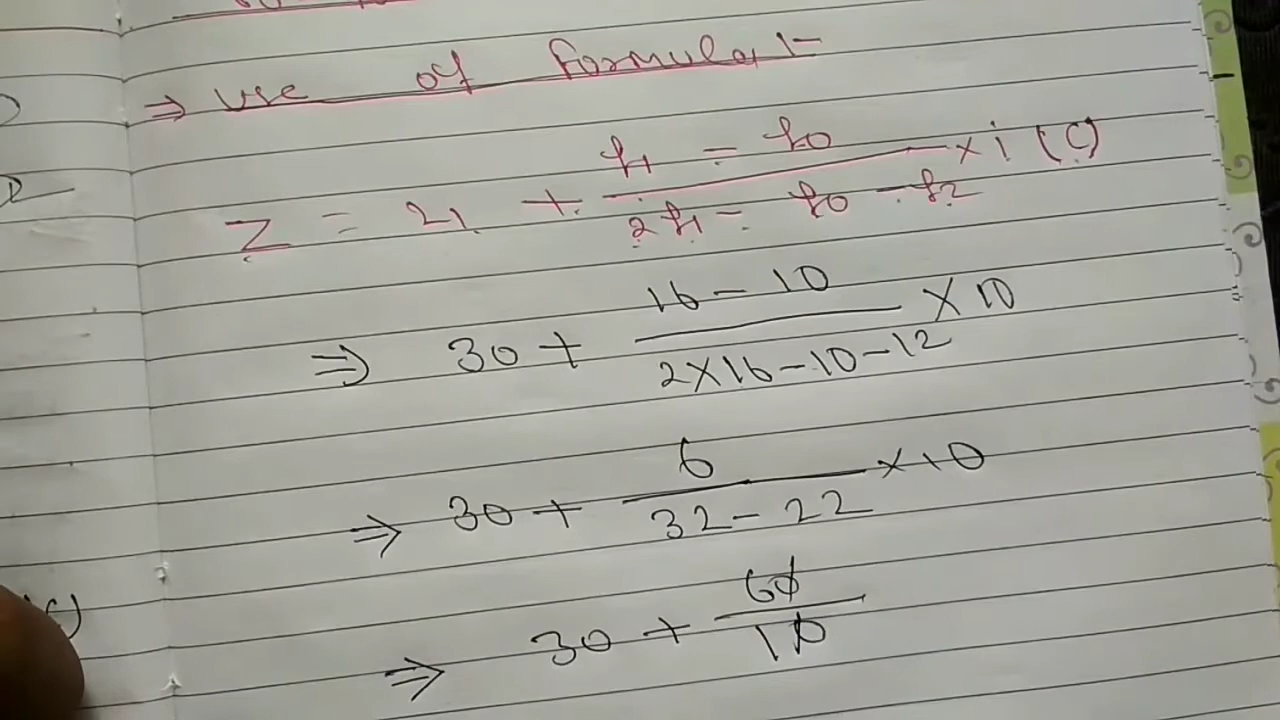 ⇒ Use of formula :-
Z = L1 + (f1 - f0) / (2f1 - f0 - f2) × i (c)
⇒ 30 + (16 - 10) / (2×16-10-12) × 10
⇒ 30 + 6 / (32-22) × 10
⇒ 30 + 60/10